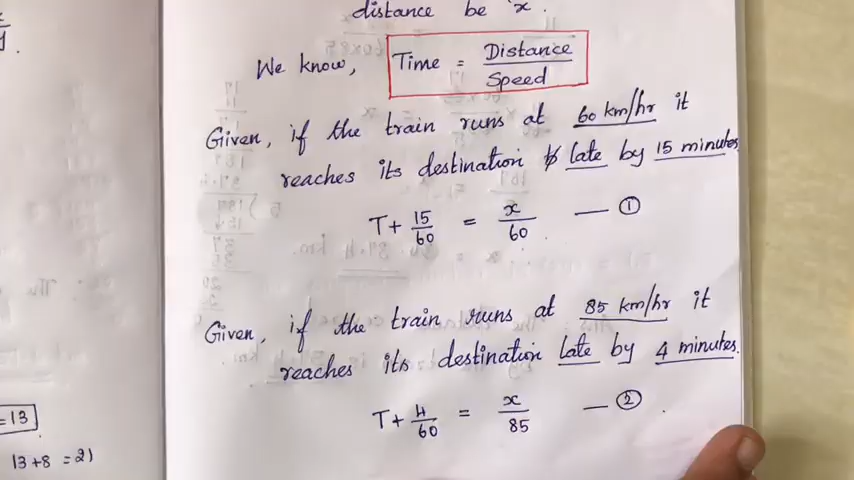 distance be x.
We know, Time = Distance / Speed
Given, if the train runs at 60 km/hr it
reaches its destination late by 15 minutes.
T + 15/60 = x/60 — ①
Given, if the train runs at 85 km/hr it
reaches its destination late by 4 minutes.
T + 4/60 = x/85 — ②
=13
13+8 =21